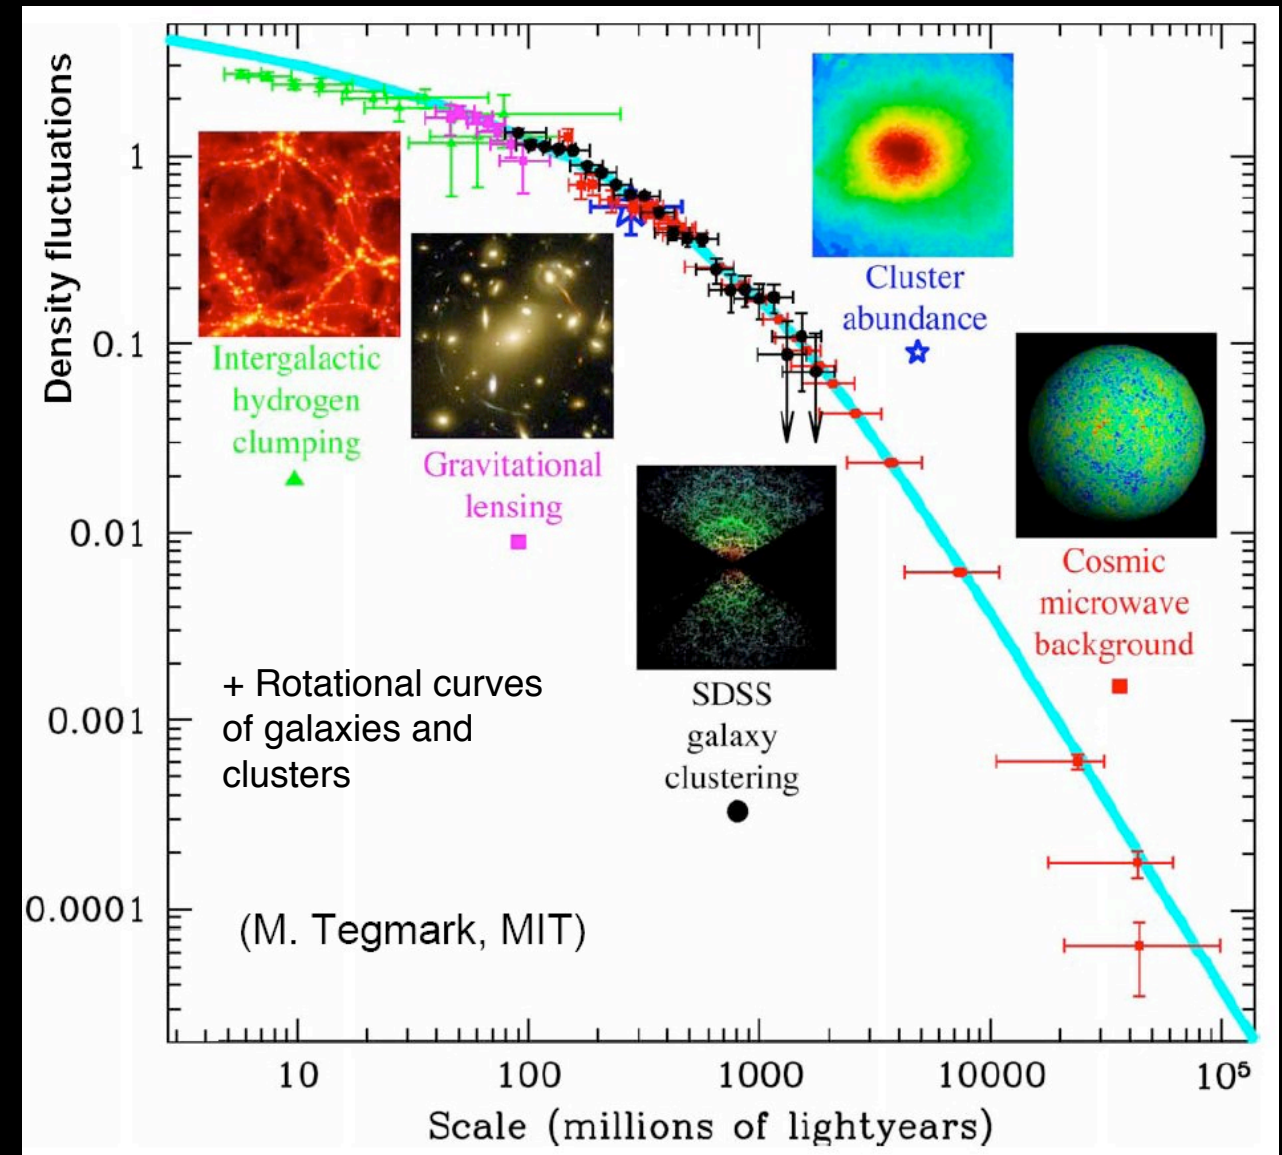 Density fluctuations
1
0.1
0.01
0.001
0.0001
Intergalactic
hydrogen
clumping
Gravitational
lensing
Cluster
abundance
SDSS
galaxy
clustering
Cosmic
microwave
background
+ Rotational curves
of galaxies and
clusters
(M. Tegmark, MIT)
10 100 1000 10000 10⁵
Scale (millions of lightyears)